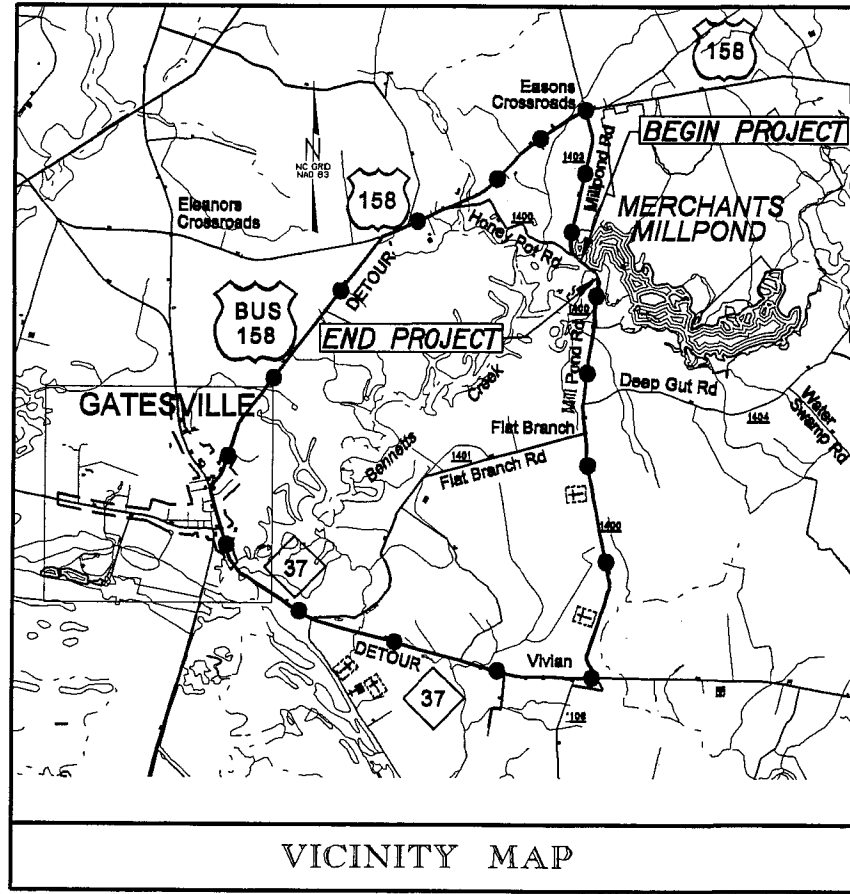 158
Easons
Crossroads
BEGIN PROJECT
N
NC GRID
NAD 83
1403
Millpond Rd
158
Eleanors
Crossroads
1400
Honey Pot Rd
MERCHANTS
MILLPOND
DETOUR
BUS
158
END PROJECT
1400
Mill Pond Rd
Creek
Deep Gut Rd
GATESVILLE
Water
Swamp Rd
1404
Flat Branch
Bennetts
1401
Flat Branch Rd
1400
37
DETOUR
Vivian
37
VICINITY MAP